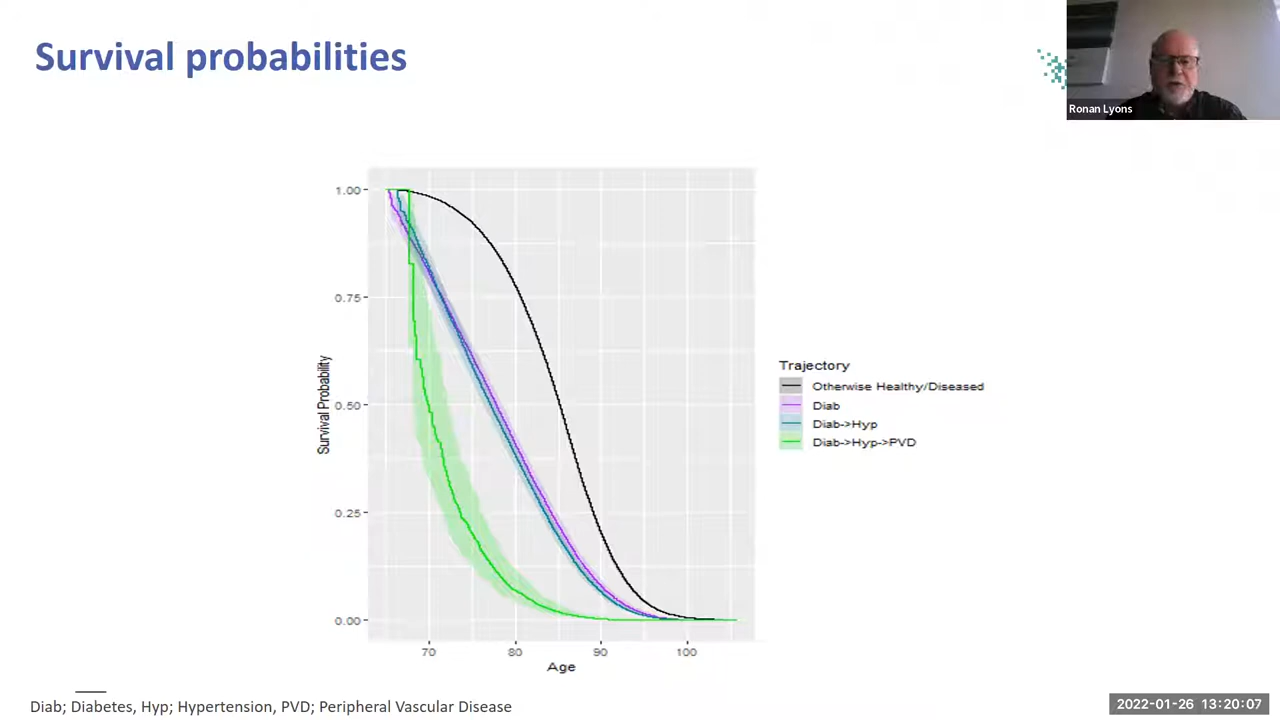 Survival probabilities
Ronan Lyons
1.00
0.75
0.50
0.25
0.00
Survival Probability
70 80 90 100
Age
Trajectory
Otherwise Healthy/Diseased
Diab
Diab->Hyp
Diab->Hyp->PVD
Diab; Diabetes, Hyp; Hypertension, PVD; Peripheral Vascular Disease
2022-01-26 13:20:07